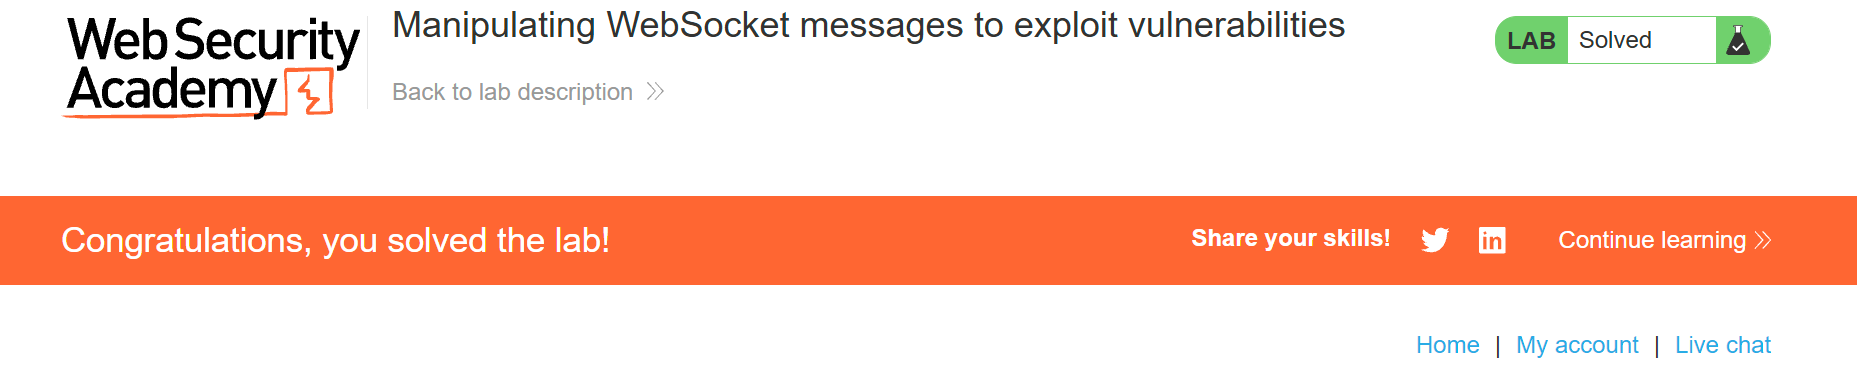 Web Security
Academy
Manipulating WebSocket messages to exploit vulnerabilities
Back to lab description
LAB Solved
Congratulations, you solved the lab!
Share your skills!
in
Continue learning
Home | My account | Live chat